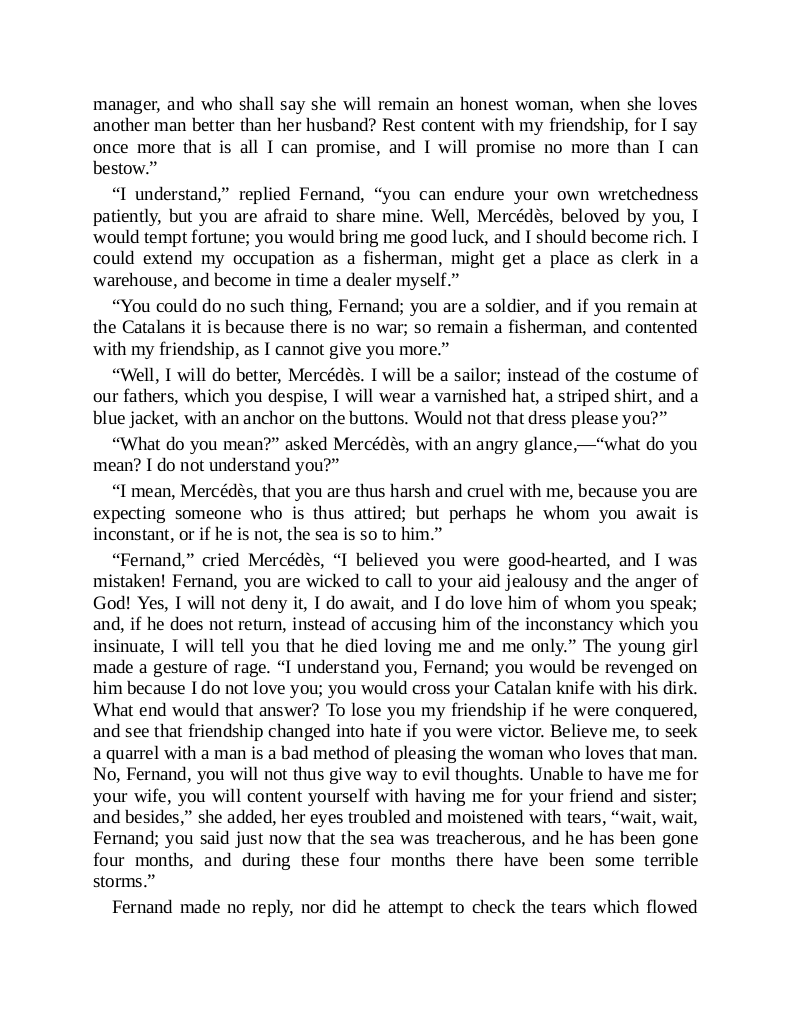 manager, and who shall say she will remain an honest woman, when she loves
another man better than her husband? Rest content with my friendship, for I say
once more that is all I can promise, and I will promise no more than I can
bestow.”
“I understand,” replied Fernand, “you can endure your own wretchedness
patiently, but you are afraid to share mine. Well, Mercédès, beloved by you, I
would tempt fortune; you would bring me good luck, and I should become rich. I
could extend my occupation as a fisherman, might get a place as clerk in a
warehouse, and become in time a dealer myself.”
“You could do no such thing, Fernand; you are a soldier, and if you remain at
the Catalans it is because there is no war; so remain a fisherman, and contented
with my friendship, as I cannot give you more.”
“Well, I will do better, Mercédès. I will be a sailor; instead of the costume of
our fathers, which you despise, I will wear a varnished hat, a striped shirt, and a
blue jacket, with an anchor on the buttons. Would not that dress please you?”
“What do you mean?” asked Mercédès, with an angry glance,—“what do you
mean? I do not understand you?”
“I mean, Mercédès, that you are thus harsh and cruel with me, because you are
expecting someone who is thus attired; but perhaps he whom you await is
inconstant, or if he is not, the sea is so to him.”
“Fernand,” cried Mercédès, “I believed you were good-hearted, and I was
mistaken! Fernand, you are wicked to call to your aid jealousy and the anger of
God! Yes, I will not deny it, I do await, and I do love him of whom you speak;
and, if he does not return, instead of accusing him of the inconstancy which you
insinuate, I will tell you that he died loving me and me only.” The young girl
made a gesture of rage. “I understand you, Fernand; you would be revenged on
him because I do not love you; you would cross your Catalan knife with his dirk.
What end would that answer? To lose you my friendship if he were conquered,
and see that friendship changed into hate if you were victor. Believe me, to seek
a quarrel with a man is a bad method of pleasing the woman who loves that man.
No, Fernand, you will not thus give way to evil thoughts. Unable to have me for
your wife, you will content yourself with having me for your friend and sister;
and besides,” she added, her eyes troubled and moistened with tears, “wait, wait,
Fernand; you said just now that the sea was treacherous, and he has been gone
four months, and during these four months there have been some terrible
storms.”
Fernand made no reply, nor did he attempt to check the tears which flowed